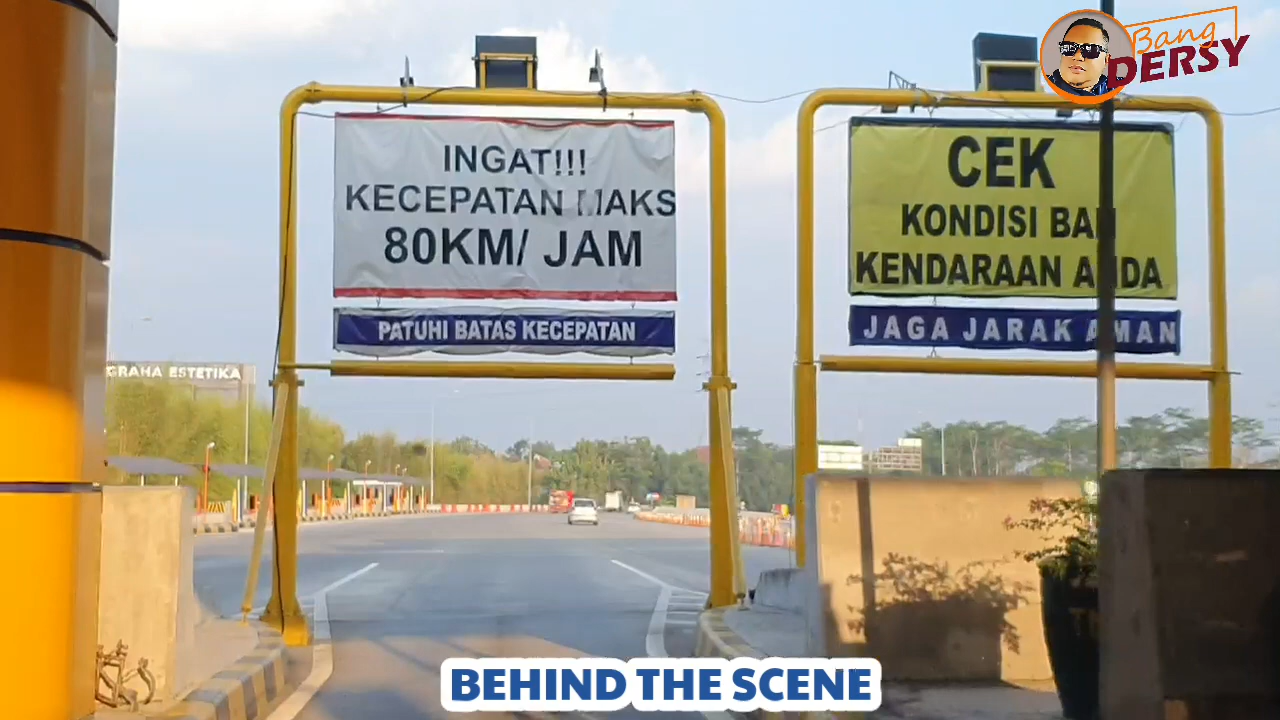 Bang
DERSY
INGAT!!!
KECEPATAN MAKS
80KM/ JAM
PATUHI BATAS KECEPATAN
CEK
KONDISI BAN
KENDARAAN ANDA
JAGA JARAK AMAN
GRAHA ESTETIKA
BEHIND THE SCENE